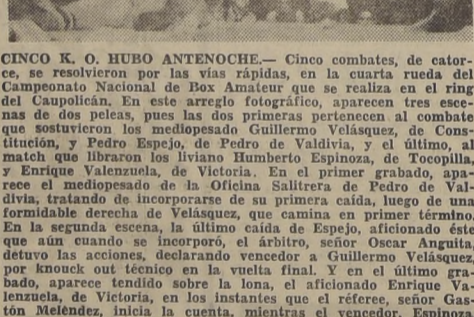 CINCO K. O. HUBO ANTENOCHE.— Cinco combates, de cator-
ce, se resolvieron por las vías rápidas, en la cuarta rueda del
Campeonato Nacional de Box Amateur que se realiza en el ring
del Caupolicán. En este arreglo fotográfico, aparecen tres esce-
nas de dos peleas, pues las dos primeras pertenecen al combate
que sostuvieron los mediopesado Guillermo Velásquez, de Cons-
titución, y Pedro Espejo, de Pedro de Valdivia, y el último, al
match que libraron los liviano Humberto Espinoza, de Tocopilla,
y Enrique Valenzuela, de Victoria. En el primer grabado, apa-
rece el mediopesado de la Oficina Salitrera de Pedro de Val-
divia, tratando de incorporarse de su primera caída, luego de una
formidable derecha de Velásquez, que camina en primer término.
En la segunda escena, la último caída de Espejo, aficionado éste
que aún cuando se incorporó, el árbitro, señor Oscar Anguita,
detuvo las acciones, declarando vencedor a Guillermo Velásquez,
por knouck out técnico en la vuelta final. Y en el último gra-
bado, aparece tendido sobre la lona, el aficionado Enrique Va-
lenzuela, de Victoria, en los instantes que el réferee, señor Gas-
tón Meléndez, inicia la cuenta, mientras el vencedor, Espinoza,